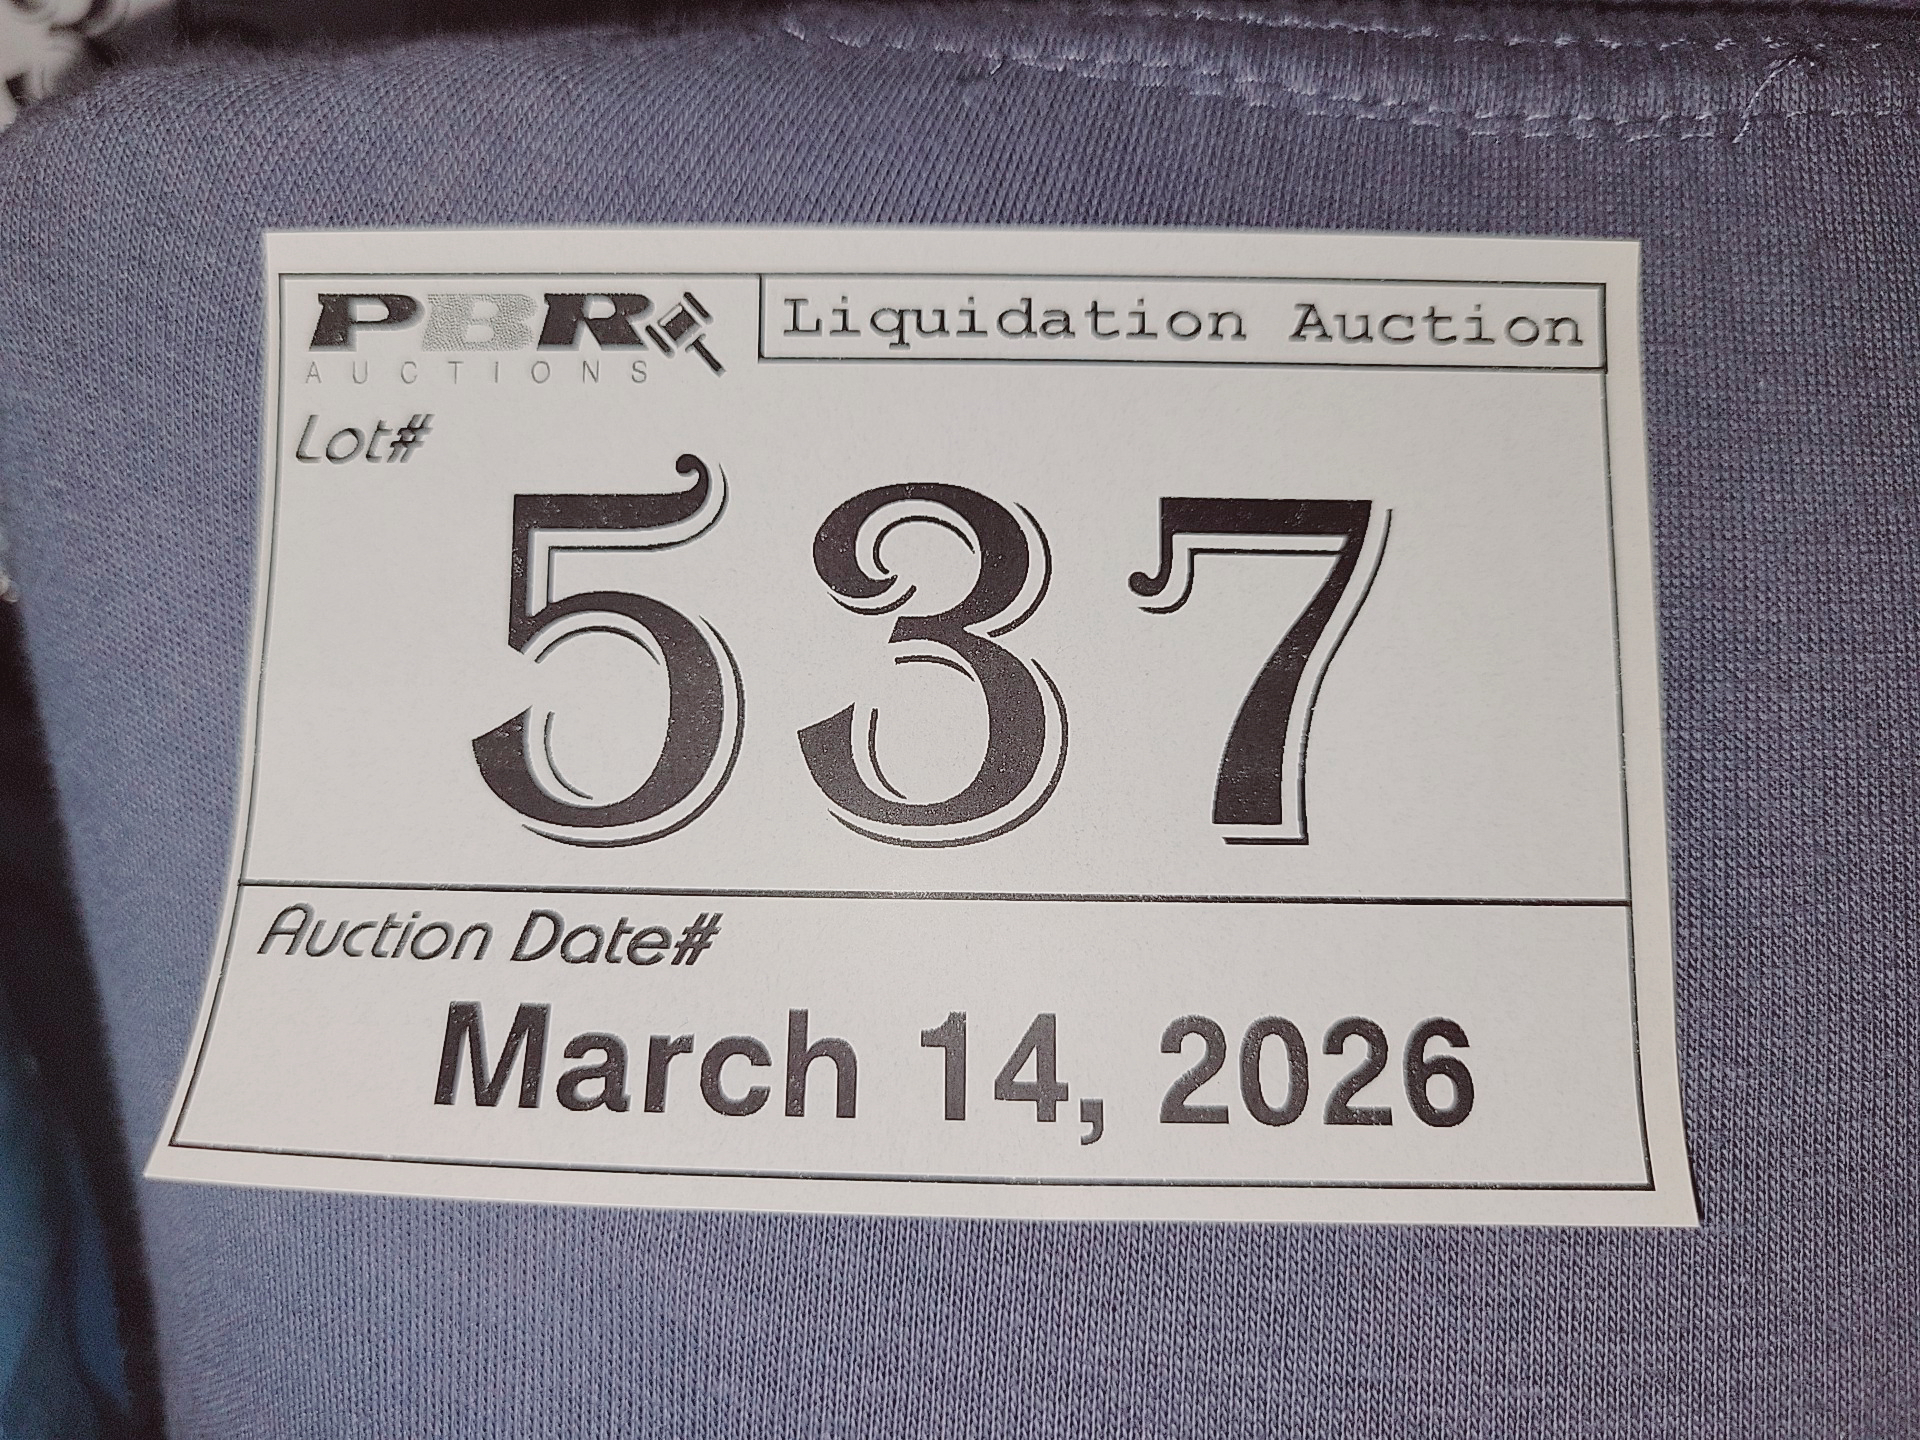 PBR
AUCTIONS
Liquidation Auction
Lot#
537
Auction Date#
March 14, 2026